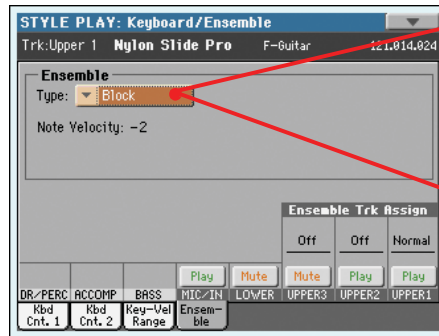 STYLE PLAY: Keyboard/Ensemble
Trk:Upper 1 Nylon Slide Pro F-Guitar 121.014.024
Ensemble
Type: Block
Note Velocity: -2
Ensemble Trk Assign
Off Off Normal
Play Mute Mute Play Play
DR/PERC ACCOMP BASS MIC/IN LOWER UPPER3 UPPER2 UPPER1
Kbd Kbd Key-Vel Ensem-
Cnt. 1 Cnt. 2 Range ble